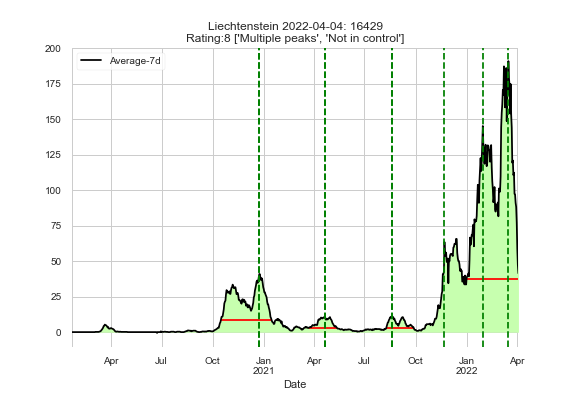 Liechtenstein 2022-04-04: 16429
Rating:8 ['Multiple peaks', 'Not in control']
Average-7d
200
175
150
125
100
75
50
25
0
Apr Jul Oct Jan Apr Jul Oct Jan Apr
2021 2022
Date